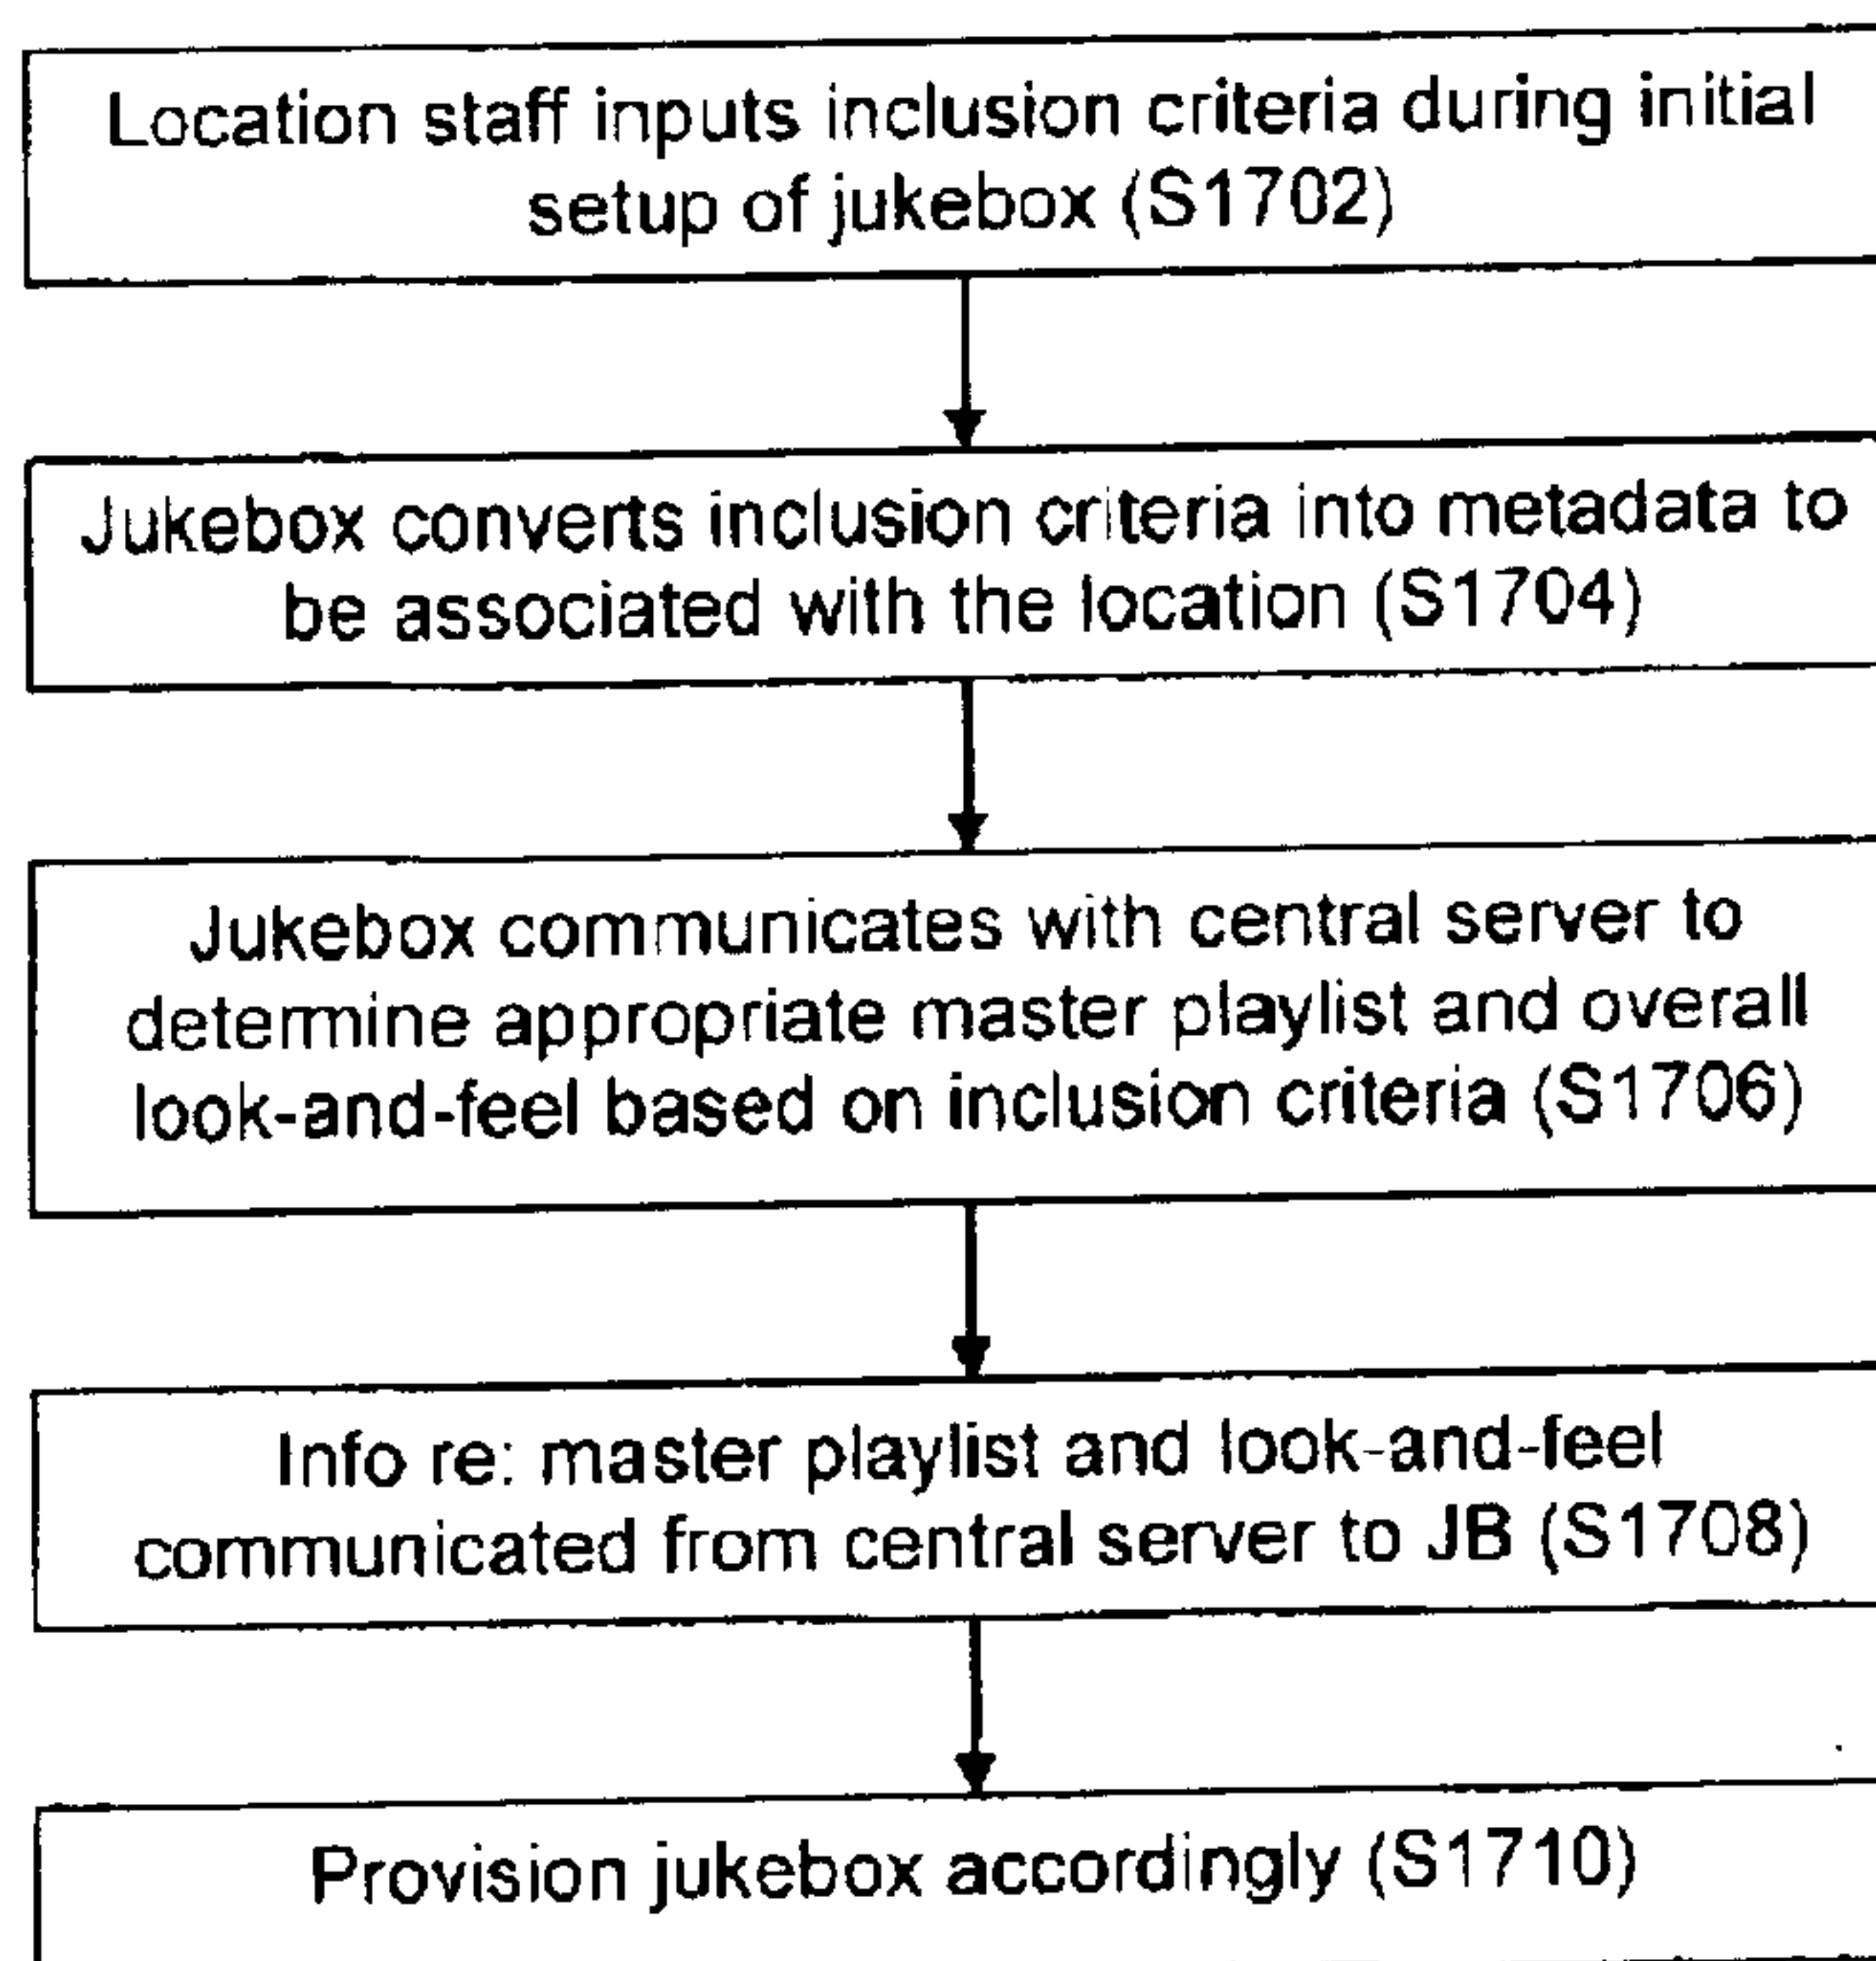 Location staff inputs inclusion criteria during initial
setup of jukebox (S1702)
Jukebox converts inclusion criteria into metadata to
be associated with the location (S1704)
Jukebox communicates with central server to
determine appropriate master playlist and overall
look-and-feel based on inclusion criteria (S1706)
Info re: master playlist and look-and-feel
communicated from central server to JB (S1708)
Provision jukebox accordingly (S1710)